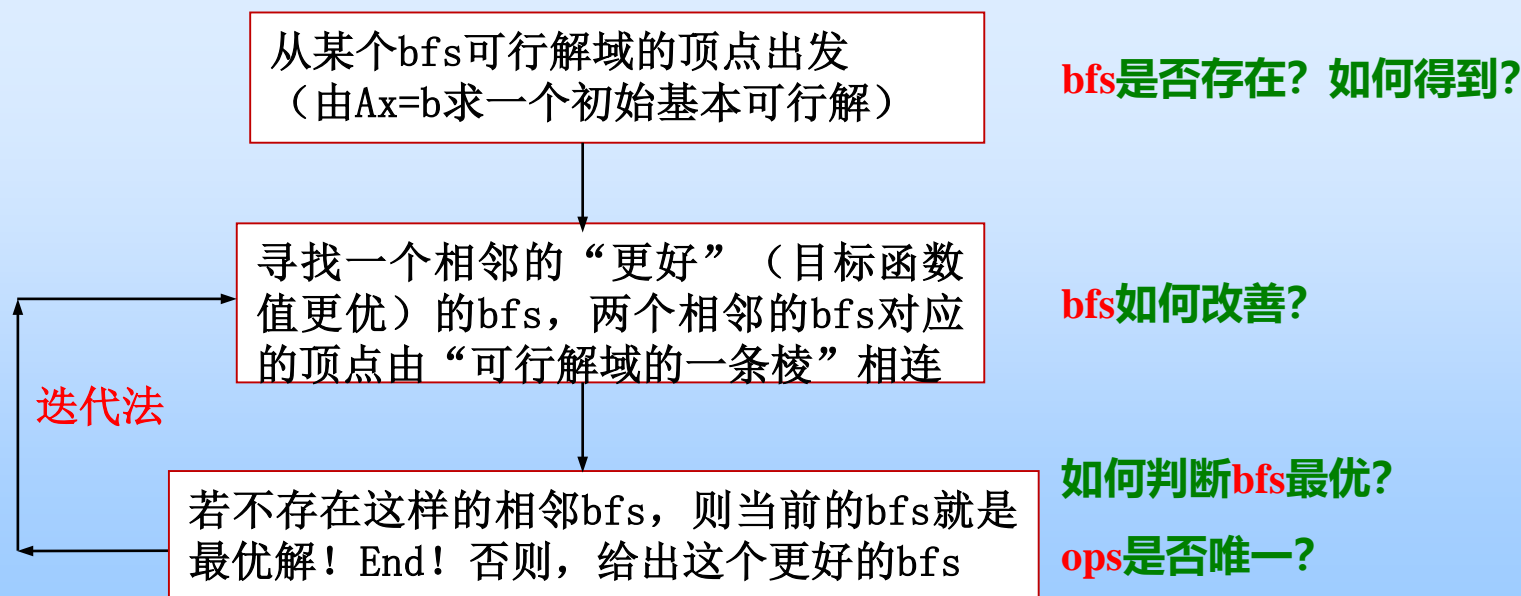 从某个bfs可行解域的顶点出发
（由Ax=b求一个初始基本可行解）
bfs是否存在？如何得到？
寻找一个相邻的“更好”（目标函数
值更优）的bfs，两个相邻的bfs对应
的顶点由“可行解域的一条棱”相连
bfs如何改善？
迭代法
若不存在这样的相邻bfs，则当前的bfs就是
最优解！End！否则，给出这个更好的bfs
如何判断bfs最优？
ops是否唯一？